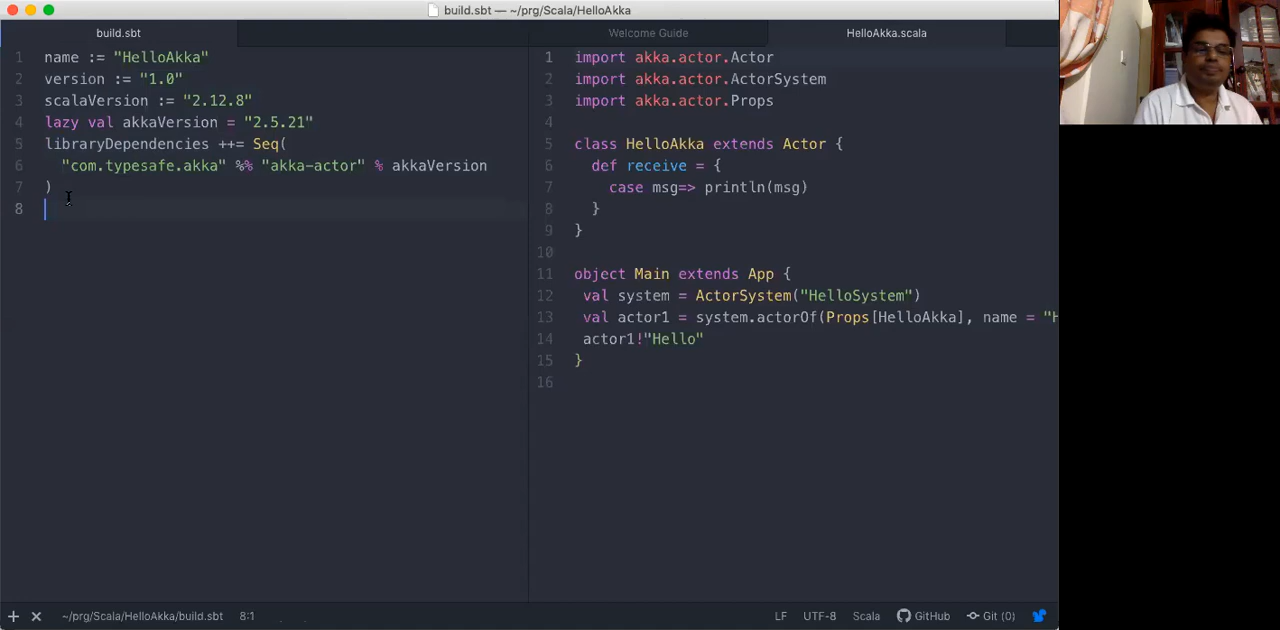 build.sbt — ~/prg/Scala/HelloAkka
build.sbt
1 name := "HelloAkka"
2 version := "1.0"
3 scalaVersion := "2.12.8"
4 lazy val akkaVersion = "2.5.21"
5 libraryDependencies ++= Seq(
6 "com.typesafe.akka" %% "akka-actor" % akkaVersion
7 )
8
Welcome Guide
HelloAkka.scala
1 import akka.actor.Actor
2 import akka.actor.ActorSystem
3 import akka.actor.Props
4
5 class HelloAkka extends Actor {
6 def receive = {
7 case msg=> println(msg)
8 }
9 }
10
11 object Main extends App {
12 val system = ActorSystem("HelloSystem")
13 val actor1 = system.actorOf(Props[HelloAkka], name = "H
14 actor1!"Hello"
15 }
16
~/prg/Scala/HelloAkka/build.sbt 8:1 LF UTF-8 Scala GitHub Git (0)